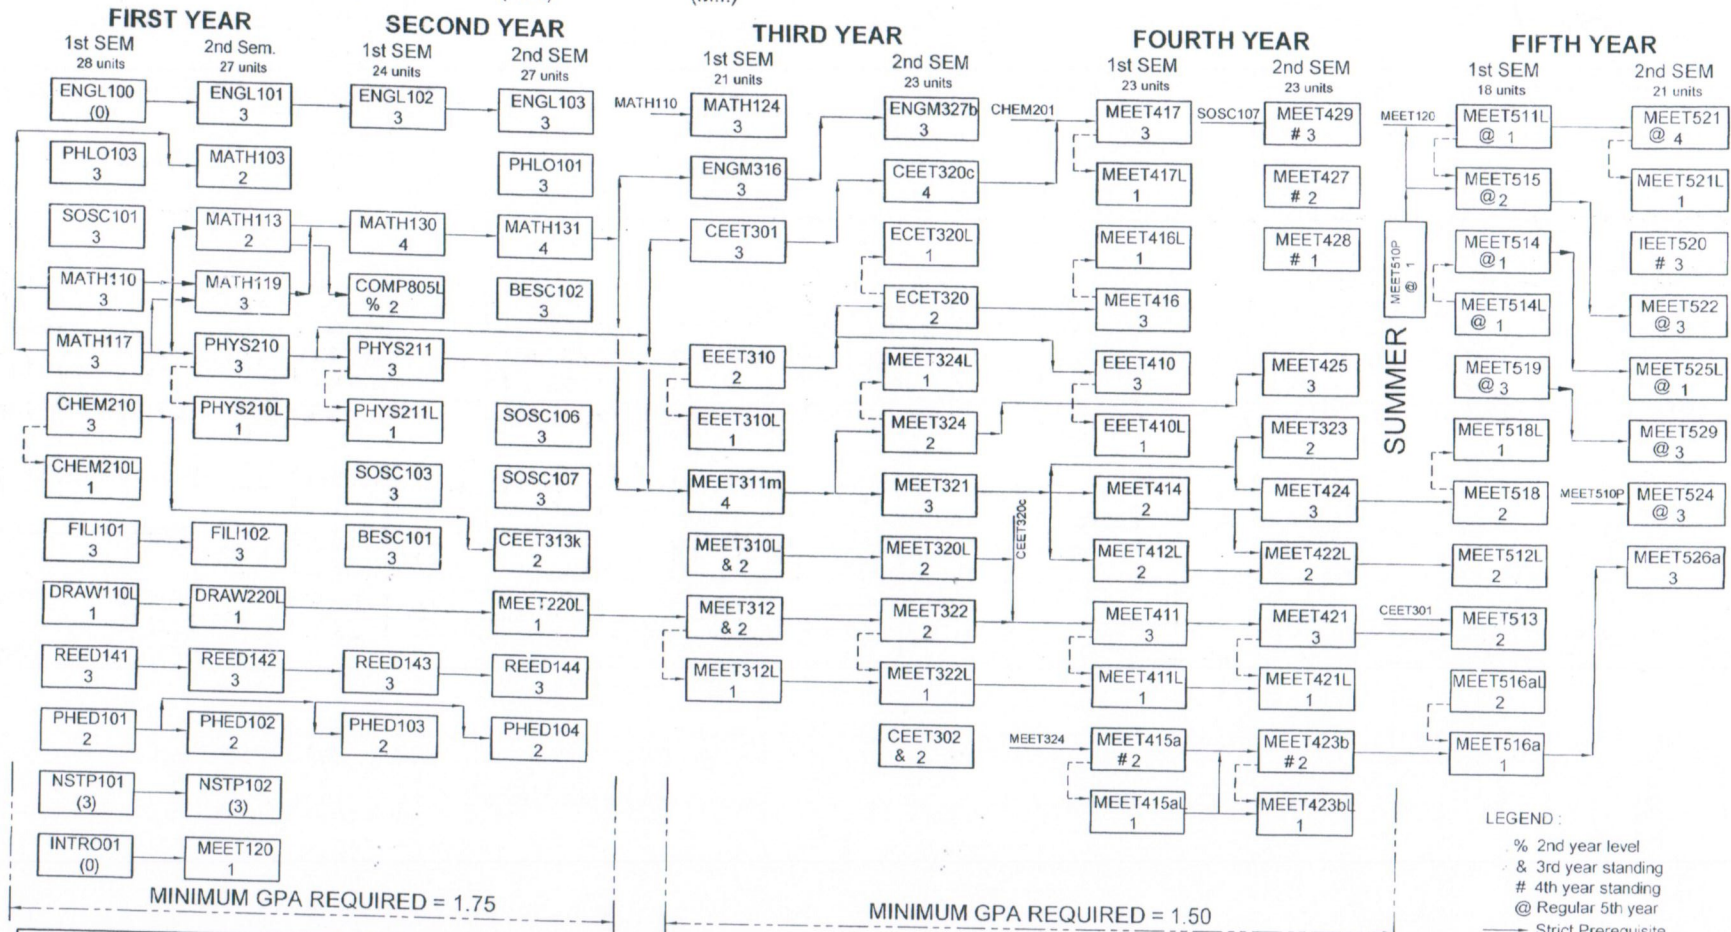 FIRST YEAR
1st SEM
28 units
ENGL100
(0)
PHLO103
3
SOSC101
3
MATH110
3
MATH117
3
CHEM210
3
CHEM210L
1
FILI101
3
DRAW110L
1
REED141
3
PHED101
2
NSTP101
(3)
INTRO01
(0)
2nd Sem.
27 units
ENGL101
3
MATH103
2
MATH113
2
MATH119
3
PHYS210
3
PHYS210L
1
FILI102
3
DRAW220L
1
REED142
3
PHED102
2
NSTP102
(3)
MEET120
1
SECOND YEAR
1st SEM
24 units
ENGL102
3
MATH130
4
COMP805L
% 2
PHYS211
3
PHYS211L
1
SOSC103
3
BESC101
3
REED143
3
PHED103
2
2nd SEM
27 units
ENGL103
3
PHLO101
3
MATH131
4
BESC102
3
SOSC106
3
SOSC107
3
CEET313k
2
MEET220L
1
REED144
3
PHED104
2
MINIMUM GPA REQUIRED = 1.75
THIRD YEAR
1st SEM
21 units
MATH110
MATH124
3
ENGM316
3
CEET301
3
EEET310
2
EEET310L
1
MEET311m
4
MEET310L
& 2
MEET312
& 2
MEET312L
1
2nd SEM
23 units
ENGM327b
3
CEET320c
4
ECET320L
1
ECET320
2
MEET324L
1
MEET324
2
MEET321
3
MEET320L
2
MEET322
2
MEET322L
1
CEET302
& 2
CEET320c
FOURTH YEAR
1st SEM
23 units
CHEM201
MEET417
3
MEET417L
1
MEET416L
1
MEET416
3
EEET410
3
EEET410L
1
MEET414
2
MEET412L
2
MEET411
3
MEET411L
1
MEET324
MEET415a
# 2
MEET415aL
1
2nd SEM
23 units
SOSC107
MEET429
# 3
MEET427
# 2
MEET428
# 1
MEET425
3
MEET323
2
MEET424
3
MEET422L
2
MEET421
3
MEET421L
1
MEET423b
# 2
MEET423bL
1
MINIMUM GPA REQUIRED = 1.50
SUMMER
MEET510P
@ 1
FIFTH YEAR
1st SEM
18 units
MEET120
MEET511L
@ 1
MEET515
@ 2
MEET514
@ 1
MEET514L
@ 1
MEET519
@ 3
MEET518L
1
MEET518
2
MEET512L
2
CEET301
MEET513
2
MEET516aL
2
MEET516a
1
2nd SEM
21 units
MEET521
@ 4
MEET521L
1
IEET520
# 3
MEET522
@ 3
MEET525L
@ 1
MEET529
@ 3
MEET510P
MEET524
@ 3
MEET526a
3
LEGEND :
% 2nd year level
& 3rd year standing
# 4th year standing
@ Regular 5th year
Strict Prerequisite